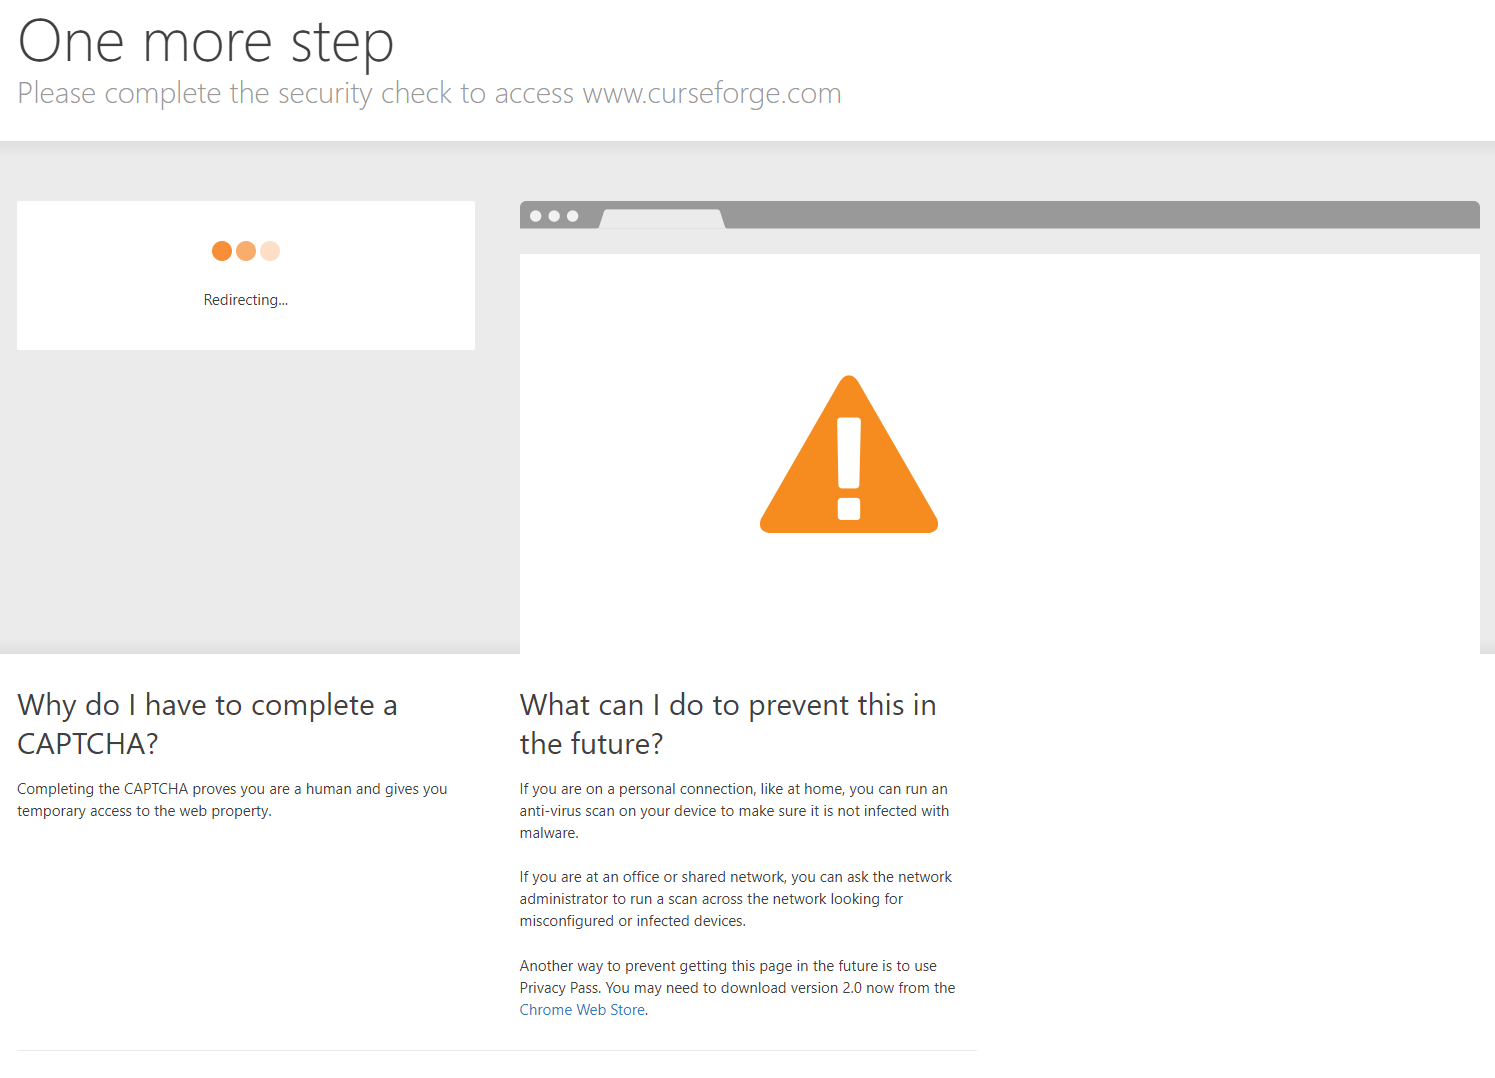 One more step
Please complete the security check to access www.curseforge.com
Redirecting...
Why do I have to complete a
CAPTCHA?
Completing the CAPTCHA proves you are a human and gives you
temporary access to the web property.
What can I do to prevent this in
the future?
If you are on a personal connection, like at home, you can run an
anti-virus scan on your device to make sure it is not infected with
malware.
If you are at an office or shared network, you can ask the network
administrator to run a scan across the network looking for
misconfigured or infected devices.
Another way to prevent getting this page in the future is to use
Privacy Pass. You may need to download version 2.0 now from the
Chrome Web Store.